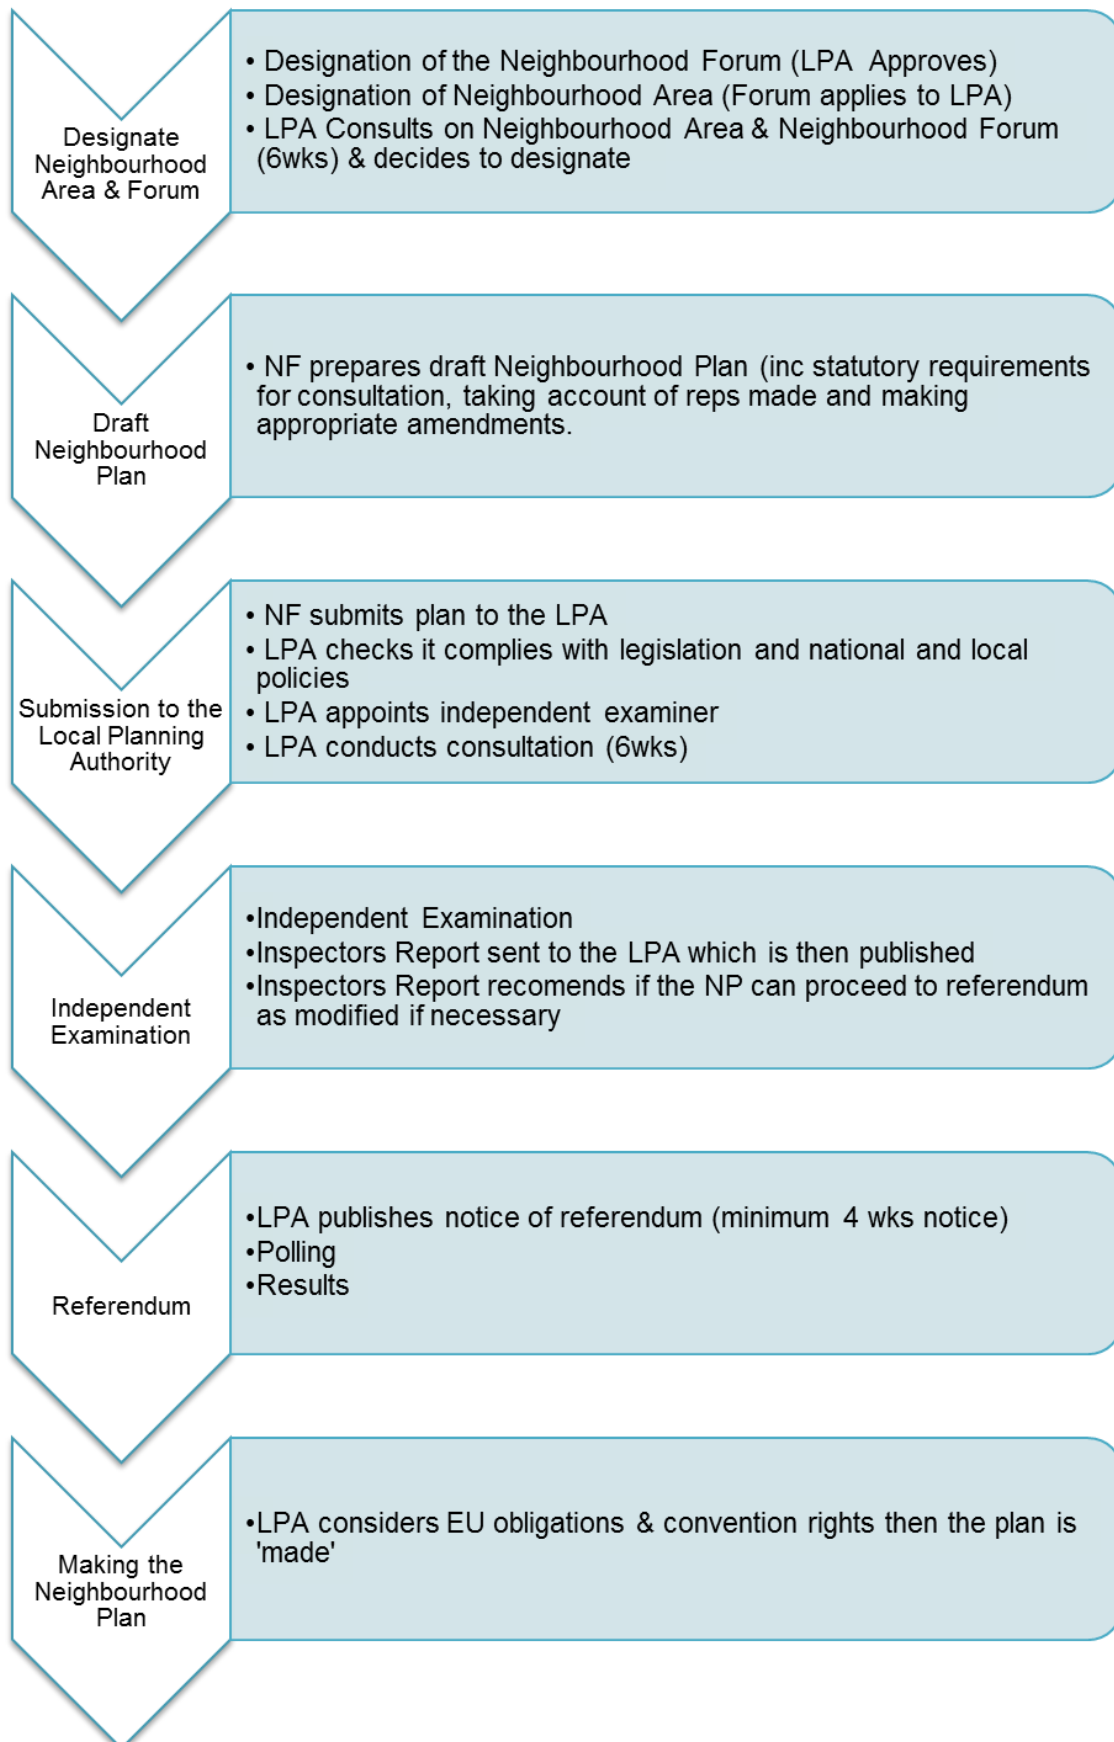 Designate
Neighbourhood
Area & Forum
• Designation of the Neighbourhood Forum (LPA Approves)
• Designation of Neighbourhood Area (Forum applies to LPA)
• LPA Consults on Neighbourhood Area & Neighbourhood Forum
(6wks) & decides to designate
Draft
Neighbourhood
Plan
• NF prepares draft Neighbourhood Plan (inc statutory requirements
for consultation, taking account of reps made and making
appropriate amendments.
Submission to the
Local Planning
Authority
• NF submits plan to the LPA
• LPA checks it complies with legislation and national and local
policies
• LPA appoints independent examiner
• LPA conducts consultation (6wks)
Independent
Examination
•Independent Examination
•Inspectors Report sent to the LPA which is then published
•Inspectors Report recomends if the NP can proceed to referendum
as modified if necessary
Referendum
•LPA publishes notice of referendum (minimum 4 wks notice)
•Polling
•Results
Making the
Neighbourhood
Plan
•LPA considers EU obligations & convention rights then the plan is
'made'